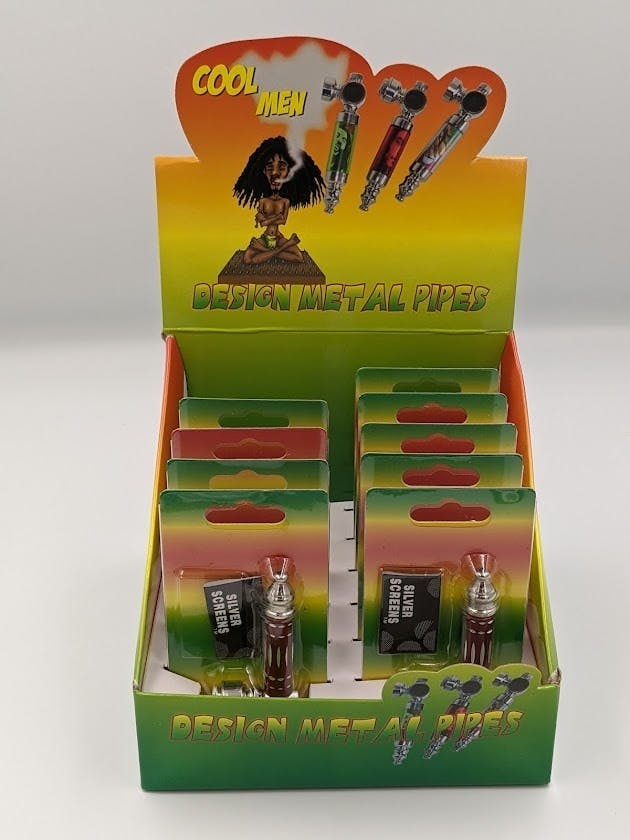 COOL
MEN
DESIGN METAL PIPES
SILVER
SCREENS
SILVER
SCREENS
DESIGN METAL PIPES